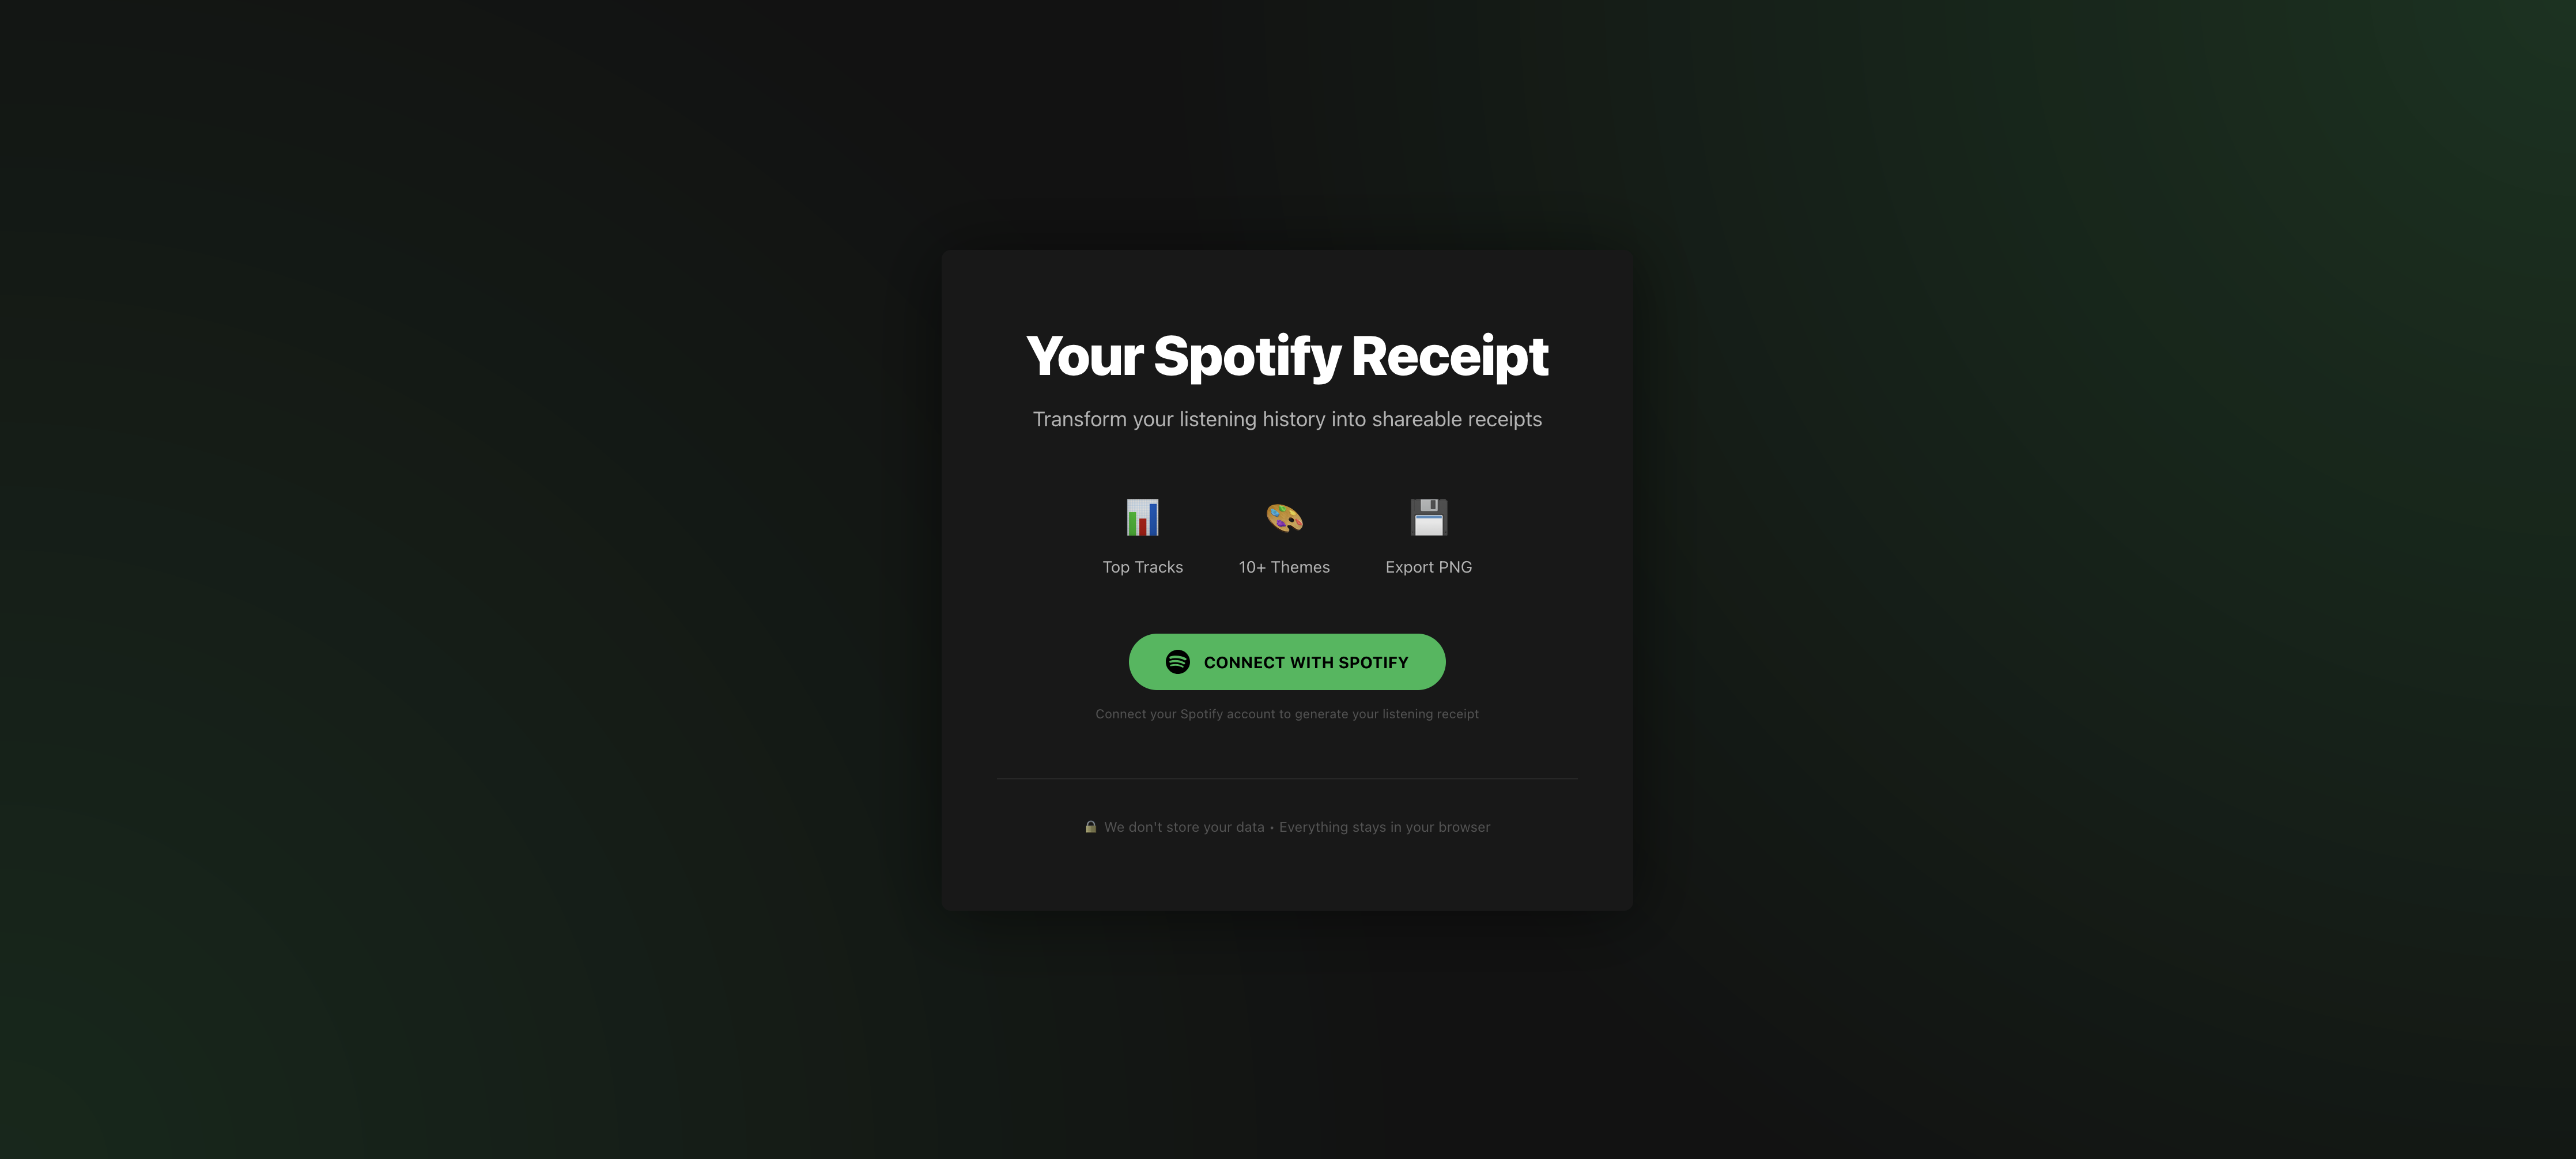 Your Spotify Receipt
Transform your listening history into shareable receipts
Top Tracks
10+ Themes
Export PNG
CONNECT WITH SPOTIFY
Connect your Spotify account to generate your listening receipt
We don't store your data • Everything stays in your browser